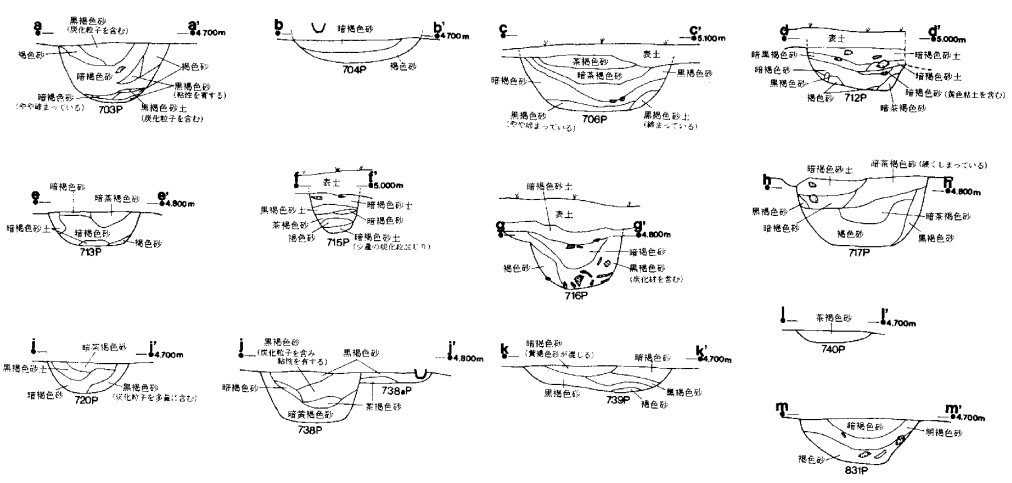 a
黒褐色砂
(炭化粒子を含む)
a'
4.700m
褐色砂
暗褐色砂
褐色砂
黒褐色砂
(粘性を有する)
暗褐色砂
(やや締まっている)
703P
黒褐色砂土
(炭化粒子を含む)
b
暗褐色砂
b'
4.700m
704P
褐色砂
c
c'
5.100m
表土
茶褐色砂
暗茶褐色砂
暗褐色砂
黒褐色砂
黒褐色砂
(やや締まっている)
706P
黒褐色砂土
(締まっている)
d
d'
5.000m
表土
暗黒褐色砂
暗褐色砂土
暗褐色砂
暗褐色砂土
黒褐色砂
暗褐色砂(黄色粘土を含む)
褐色砂
712P
暗茶褐色砂
e
暗褐色砂
暗茶褐色砂
e'
4.800m
暗褐色砂土
暗褐色砂
褐色砂
713P
f
f'
5.000m
表土
暗褐色砂土
黒褐色砂土
暗褐色砂
茶褐色砂
褐色砂
暗褐色砂土
(少量の炭化粒混じり)
715P
暗褐色砂土
表土
g
g'
4.800m
暗褐色砂
褐色砂
黒褐色砂
(炭化材を含む)
716P
暗茶褐色砂(硬くしまっている)
暗褐色砂土
h
h'
4.800m
黒褐色砂
暗褐色砂
暗茶褐色砂
褐色砂
黒褐色砂
717P
i
暗茶褐色砂
i'
4.700m
黒褐色砂土
暗褐色砂
720P
黒褐色砂
(炭化粒子を多量に含む)
j
黒褐色砂
(炭化粒子を含み
粘性を有する)
黒褐色砂
j'
4.800m
暗褐色砂
738aP
茶褐色砂
暗黄褐色砂
738P
k
暗褐色砂
(黄褐色砂が混じる)
暗褐色砂
k'
4.700m
黒褐色砂
黒褐色砂
褐色砂
739P
l
茶褐色砂
l'
4.700m
740P
m
m'
4.700m
暗褐色砂
明褐色砂
褐色砂
831P